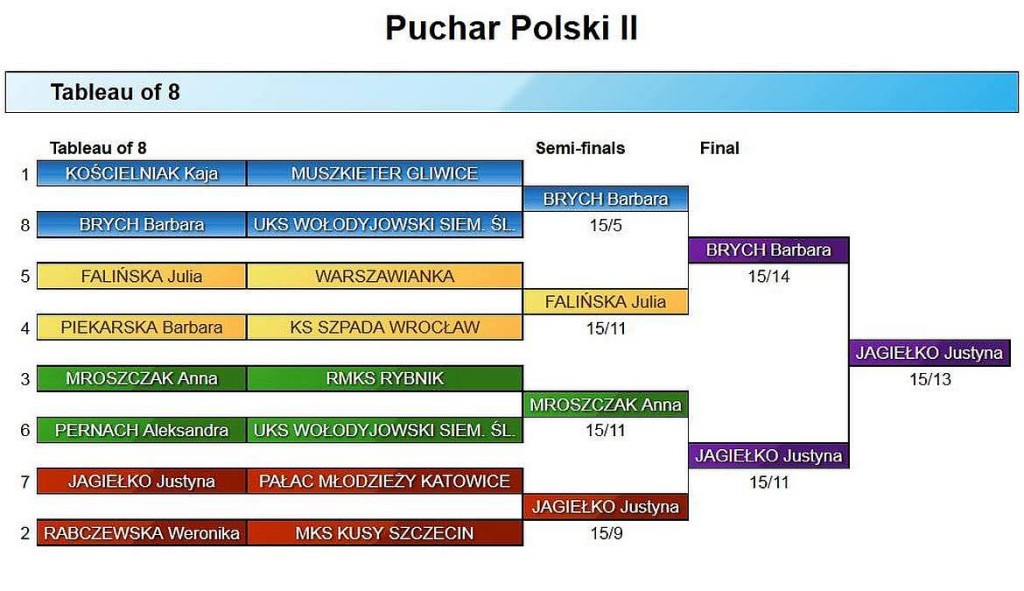 Puchar Polski II
Tableau of 8
Tableau of 8 Semi-finals Final
1 KOŚCIELNIAK Kaja MUSZKIETER GLIWICE
BRYCH Barbara
8 BRYCH Barbara UKS WOŁODYJOWSKI SIEM. ŚL. 15/5
BRYCH Barbara
5 FALIŃSKA Julia WARSZAWIANKA 15/14
FALIŃSKA Julia
4 PIEKARSKA Barbara KS SZPADA WROCŁAW 15/11
JAGIEŁKO Justyna
3 MROSZCZAK Anna RMKS RYBNIK 15/13
MROSZCZAK Anna
6 PERNACH Aleksandra UKS WOŁODYJOWSKI SIEM. ŚL. 15/11
JAGIEŁKO Justyna
7 JAGIEŁKO Justyna PAŁAC MŁODZIEŻY KATOWICE 15/11
JAGIEŁKO Justyna
2 RABCZEWSKA Weronika MKS KUSY SZCZECIN 15/9